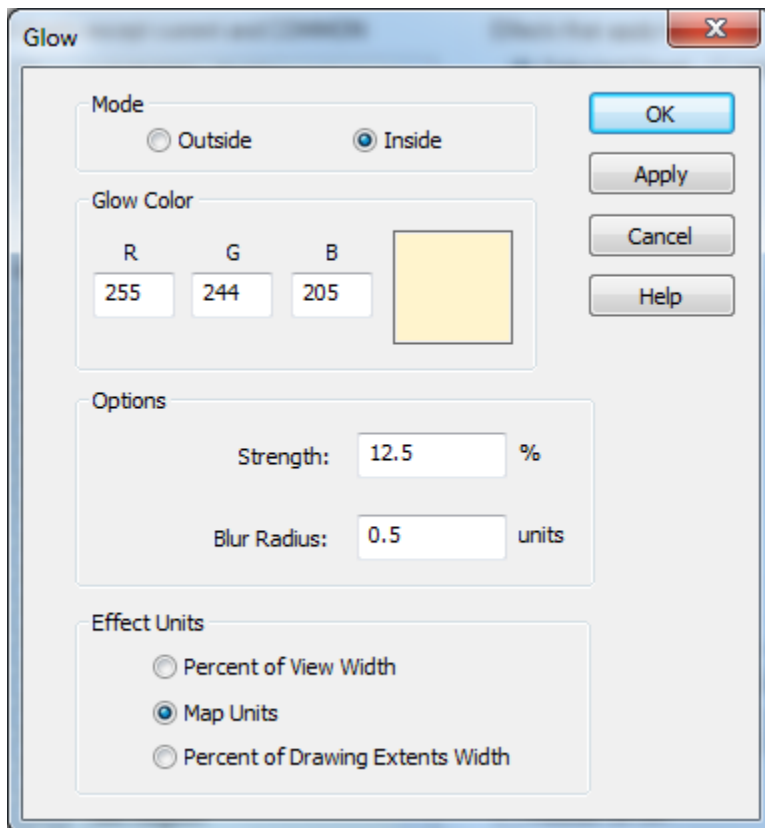 Glow
Mode
Outside Inside
Glow Color
R G B
255 244 205
Options
Strength: 12.5 %
Blur Radius: 0.5 units
Effect Units
Percent of View Width
Map Units
Percent of Drawing Extents Width
OK
Apply
Cancel
Help